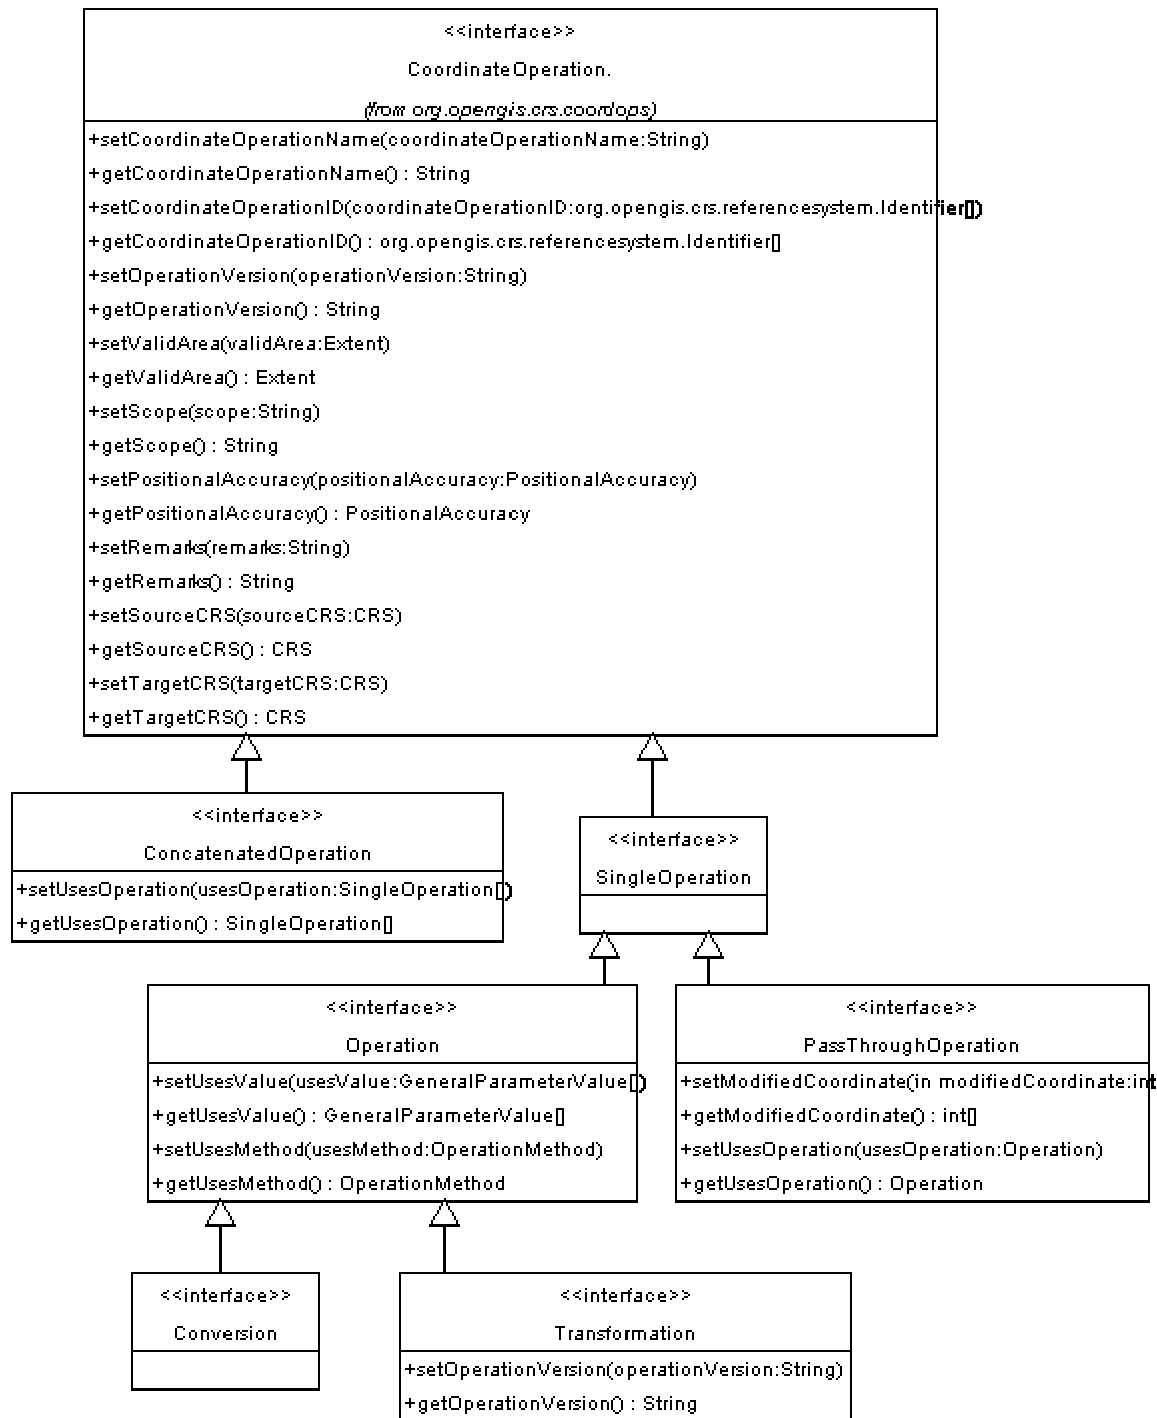 <<interface>>
CoordinateOperation.
(from org.opengis.crs.coordops)
+setCoordinateOperationName(coordinateOperationName:String)
+getCoordinateOperationName() : String
+setCoordinateOperationID(coordinateOperationID:org.opengis.crs.referencesystem.Identifier[])
+getCoordinateOperationID() : org.opengis.crs.referencesystem.Identifier[]
+setOperationVersion(operationVersion:String)
+getOperationVersion() : String
+setValidArea(validArea:Extent)
+getValidArea() : Extent
+setScope(scope:String)
+getScope() : String
+setPositionalAccuracy(positionalAccuracy:PositionalAccuracy)
+getPositionalAccuracy() : PositionalAccuracy
+setRemarks(remarks:String)
+getRemarks() : String
+setSourceCRS(sourceCRS:CRS)
+getSourceCRS() : CRS
+setTargetCRS(targetCRS:CRS)
+getTargetCRS() : CRS
<<interface>>
ConcatenatedOperation
+setUsesOperation(usesOperation:SingleOperation[])
+getUsesOperation() : SingleOperation[]
<<interface>>
SingleOperation
<<interface>>
Operation
+setUsesValue(usesValue:GeneralParameterValue[])
+getUsesValue() : GeneralParameterValue[]
+setUsesMethod(usesMethod:OperationMethod)
+getUsesMethod() : OperationMethod
<<interface>>
PassThroughOperation
+setModifiedCoordinate(in modifiedCoordinate:int
+getModifiedCoordinate() : int[]
+setUsesOperation(usesOperation:Operation)
+getUsesOperation() : Operation
<<interface>>
Conversion
<<interface>>
Transformation
+setOperationVersion(operationVersion:String)
+getOperationVersion() : String